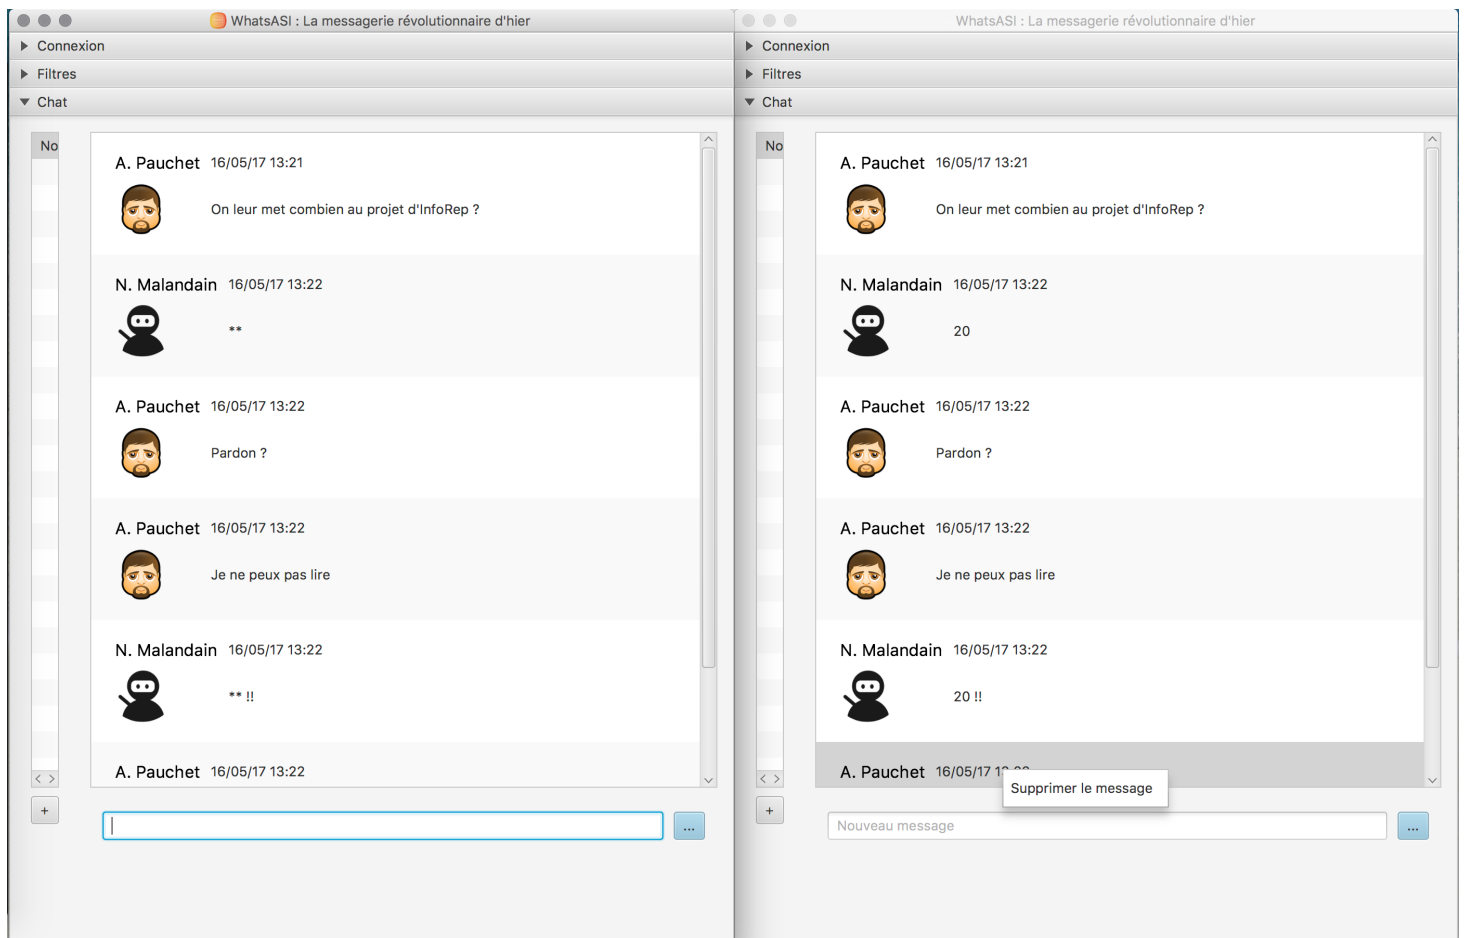 WhatsASI : La messagerie révolutionnaire d'hier
Connexion
Filtres
Chat
No
A. Pauchet 16/05/17 13:21
On leur met combien au projet d'InfoRep ?
N. Malandain 16/05/17 13:22
**
A. Pauchet 16/05/17 13:22
Pardon ?
A. Pauchet 16/05/17 13:22
Je ne peux pas lire
N. Malandain 16/05/17 13:22
** !!
A. Pauchet 16/05/17 13:22
+
...
WhatsASI : La messagerie révolutionnaire d'hier
Connexion
Filtres
Chat
No
A. Pauchet 16/05/17 13:21
On leur met combien au projet d'InfoRep ?
N. Malandain 16/05/17 13:22
20
A. Pauchet 16/05/17 13:22
Pardon ?
A. Pauchet 16/05/17 13:22
Je ne peux pas lire
N. Malandain 16/05/17 13:22
20 !!
A. Pauchet 16/05/17
Supprimer le message
+
Nouveau message
...